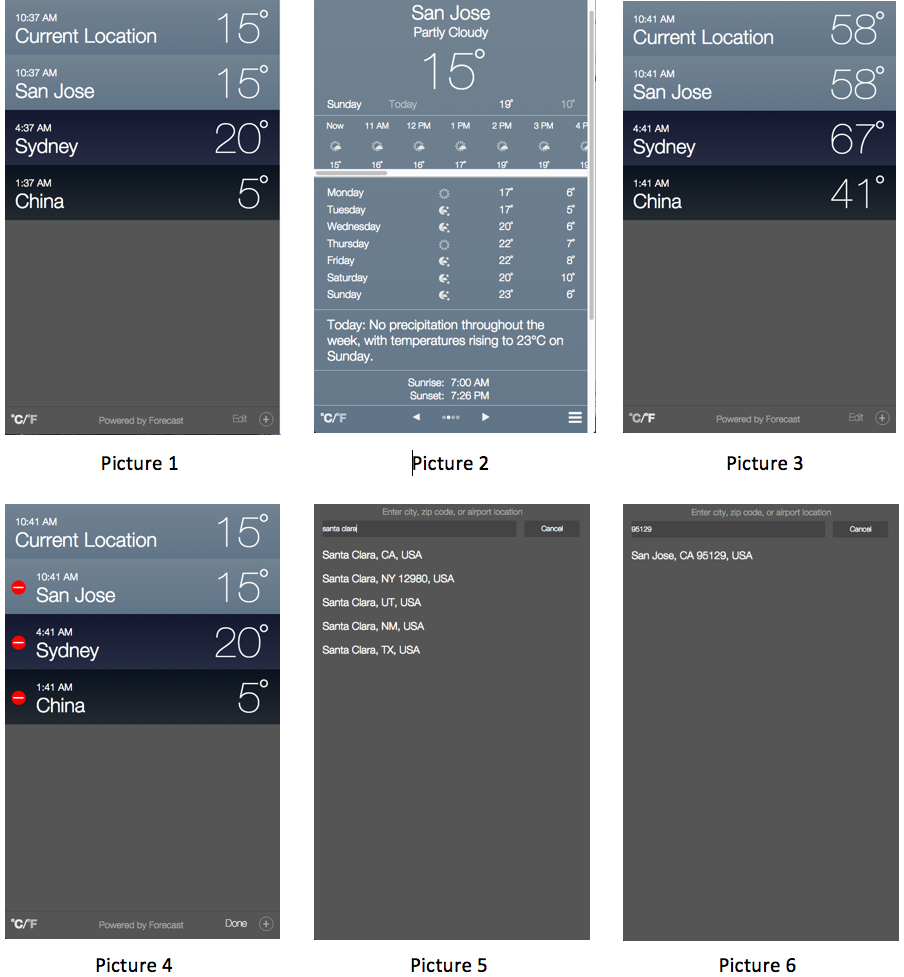 10:37 AM
Current Location 15°
10:37 AM
San Jose 15°
4:37 AM
Sydney 20°
1:37 AM
China 5°
°C/°F Powered by Forecast Edit +
Picture 1
San Jose
Partly Cloudy
15°
Sunday Today 19° 10°
Now 11 AM 12 PM 1 PM 2 PM 3 PM 4 P
15° 16° 16° 17° 19° 19° 19
Monday 17° 6°
Tuesday 17° 5°
Wednesday 20° 6°
Thursday 22° 7°
Friday 22° 8°
Saturday 20° 10°
Sunday 23° 6°
Today: No precipitation throughout the
week, with temperatures rising to 23°C on
Sunday.
Sunrise: 7:00 AM
Sunset: 7:26 PM
°C/°F
Picture 2
10:41 AM
Current Location 58°
10:41 AM
San Jose 58°
4:41 AM
Sydney 67°
1:41 AM
China 41°
°C/°F Powered by Forecast Edit +
Picture 3
10:41 AM
Current Location 15°
10:41 AM
San Jose 15°
4:41 AM
Sydney 20°
1:41 AM
China 5°
°C/°F Powered by Forecast Done +
Picture 4
Enter city, zip code, or airport location
santa clara Cancel
Santa Clara, CA, USA
Santa Clara, NY 12980, USA
Santa Clara, UT, USA
Santa Clara, NM, USA
Santa Clara, TX, USA
Picture 5
Enter city, zip code, or airport location
95129 Cancel
San Jose, CA 95129, USA
Picture 6